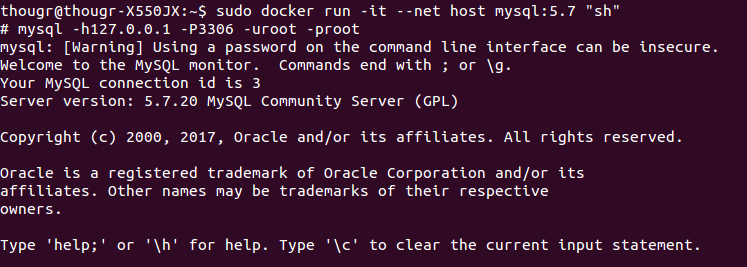 thougr@thougr-X550JX:~$ sudo docker run -it --net host mysql:5.7 "sh"
# mysql -h127.0.0.1 -P3306 -uroot -proot
mysql: [Warning] Using a password on the command line interface can be insecure.
Welcome to the MySQL monitor.  Commands end with ; or \g.
Your MySQL connection id is 3
Server version: 5.7.20 MySQL Community Server (GPL)
Copyright (c) 2000, 2017, Oracle and/or its affiliates. All rights reserved.
Oracle is a registered trademark of Oracle Corporation and/or its
affiliates. Other names may be trademarks of their respective
owners.
Type 'help;' or '\h' for help. Type '\c' to clear the current input statement.